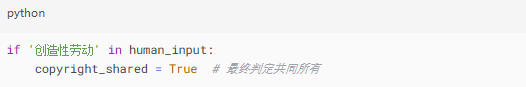 python
if '创造性劳动' in human_input:
    copyright_shared = True  # 最终判定共同所有